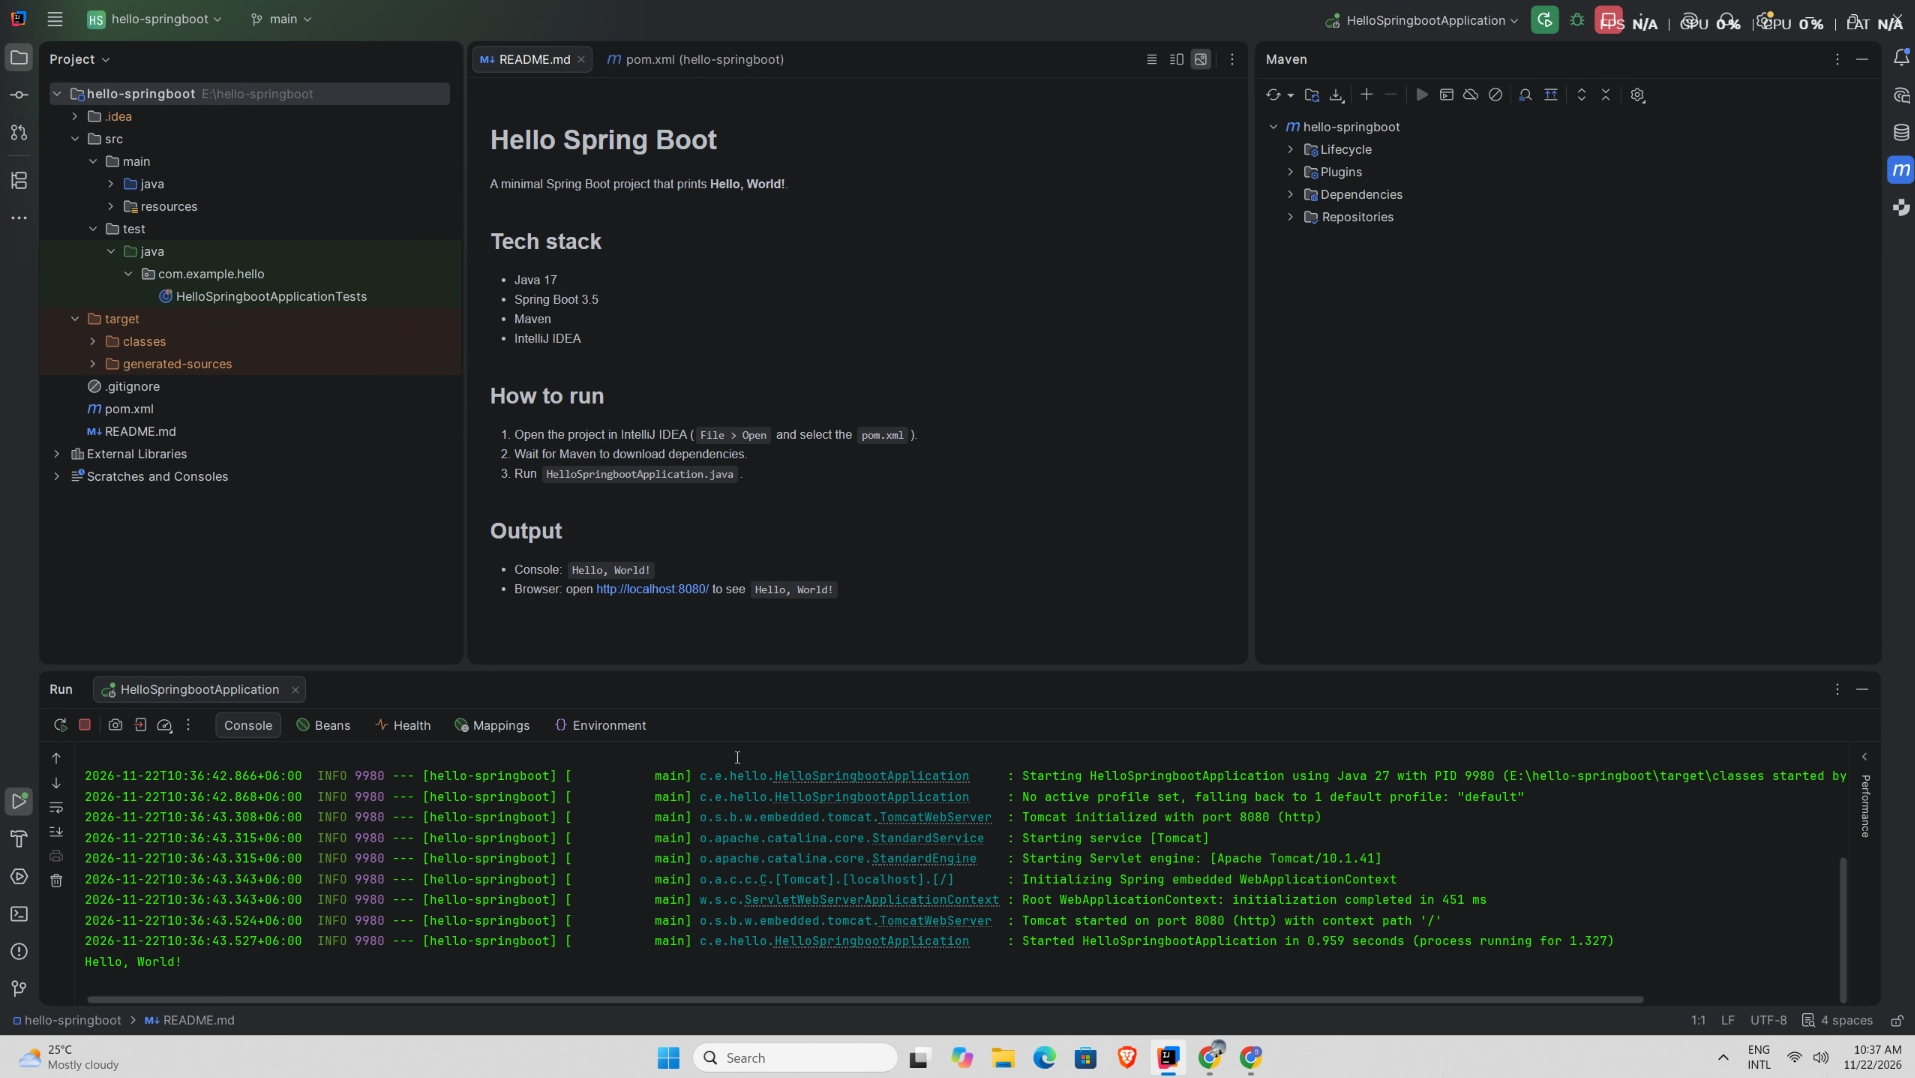 HS hello-springboot main HelloSpringbootApplication FPS N/A | GPU 0% | CPU 0% | LAT N/A
Project
hello-springboot E:\hello-springboot
.idea
src
main
java
resources
test
java
com.example.hello
HelloSpringbootApplicationTests
target
classes
generated-sources
.gitignore
pom.xml
README.md
External Libraries
Scratches and Consoles
README.md pom.xml (hello-springboot)
Hello Spring Boot
A minimal Spring Boot project that prints Hello, World!.
Tech stack
• Java 17
• Spring Boot 3.5
• Maven
• IntelliJ IDEA
How to run
1. Open the project in IntelliJ IDEA ( File > Open and select the pom.xml ).
2. Wait for Maven to download dependencies.
3. Run HelloSpringbootApplication.java .
Output
• Console: Hello, World!
• Browser: open http://localhost:8080/ to see Hello, World!
Maven
hello-springboot
Lifecycle
Plugins
Dependencies
Repositories
Run HelloSpringbootApplication
Console Beans Health Mappings Environment
2026-11-22T10:36:42.866+06:00 INFO 9980 --- [hello-springboot] [ main] c.e.hello.HelloSpringbootApplication : Starting HelloSpringbootApplication using Java 27 with PID 9980 (E:\hello-springboot\target\classes started by
2026-11-22T10:36:42.868+06:00 INFO 9980 --- [hello-springboot] [ main] c.e.hello.HelloSpringbootApplication : No active profile set, falling back to 1 default profile: "default"
2026-11-22T10:36:43.308+06:00 INFO 9980 --- [hello-springboot] [ main] o.s.b.w.embedded.tomcat.TomcatWebServer : Tomcat initialized with port 8080 (http)
2026-11-22T10:36:43.315+06:00 INFO 9980 --- [hello-springboot] [ main] o.apache.catalina.core.StandardService : Starting service [Tomcat]
2026-11-22T10:36:43.315+06:00 INFO 9980 --- [hello-springboot] [ main] o.apache.catalina.core.StandardEngine : Starting Servlet engine: [Apache Tomcat/10.1.41]
2026-11-22T10:36:43.343+06:00 INFO 9980 --- [hello-springboot] [ main] o.a.c.c.C.[Tomcat].[localhost].[/] : Initializing Spring embedded WebApplicationContext
2026-11-22T10:36:43.343+06:00 INFO 9980 --- [hello-springboot] [ main] w.s.c.ServletWebServerApplicationContext : Root WebApplicationContext: initialization completed in 451 ms
2026-11-22T10:36:43.524+06:00 INFO 9980 --- [hello-springboot] [ main] o.s.b.w.embedded.tomcat.TomcatWebServer : Tomcat started on port 8080 (http) with context path '/'
2026-11-22T10:36:43.527+06:00 INFO 9980 --- [hello-springboot] [ main] c.e.hello.HelloSpringbootApplication : Started HelloSpringbootApplication in 0.959 seconds (process running for 1.327)
Hello, World!
Performance
hello-springboot > README.md 1:1 LF UTF-8 4 spaces
25°C
Mostly cloudy
Search
ENG
INTL
10:37 AM
11/22/2026